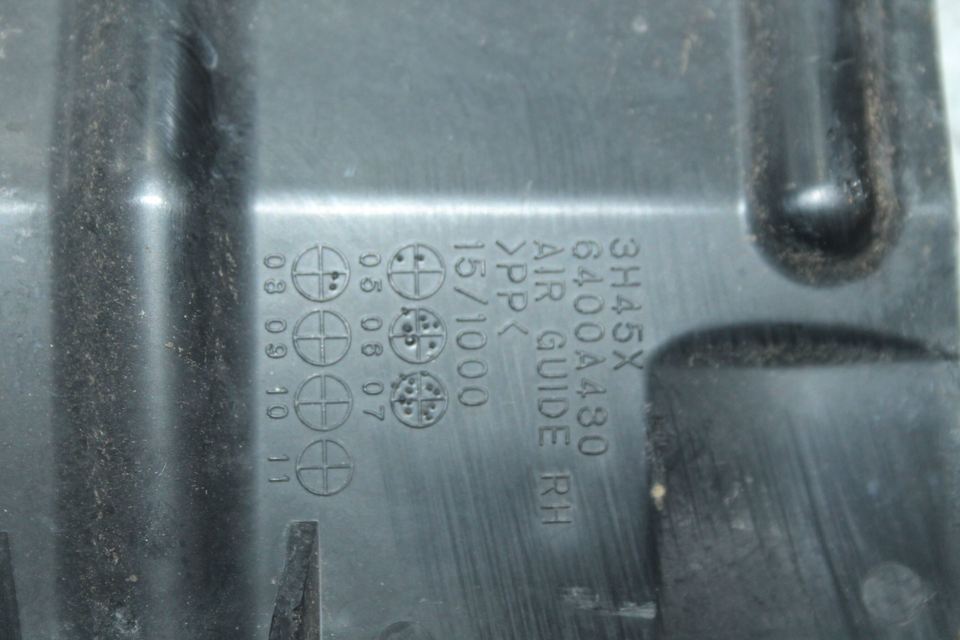 3H45X
6400A480
AIR GUIDE RH
>PP<
15/1000
05 06 07
08 09 10 11